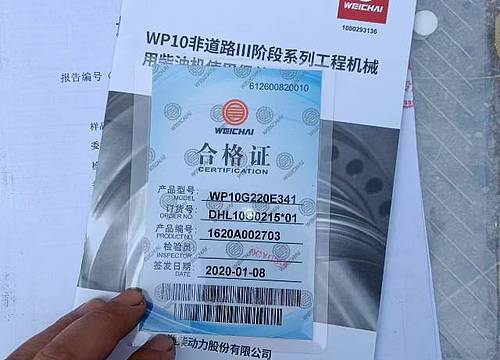 WEICHAI
1000293136
WP10非道路III阶段系列工程机械
报告编号
612600820010
WEICHAI
合格证
CERTIFICATION
产品型号: WP10G220E341
MODEL
订货号: DHL10G0215*01
ORDER NO.
产品编号: 1620A002703
PRODUCT NO.
检验员
INSPECTOR
签发日期: 2020-01-08
DATE
动力股份有限公司